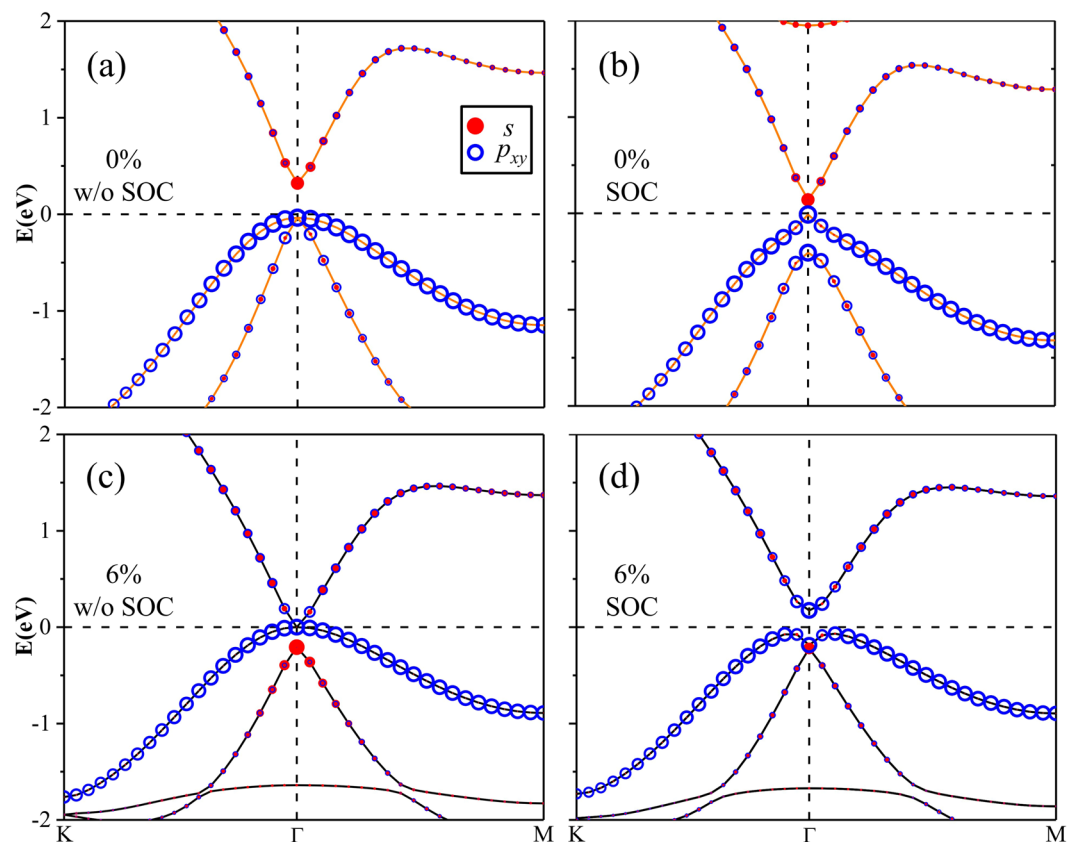 2
(a)
(b)
1
s
p_xy
0%
w/o SOC
0%
SOC
E(eV)
0
-1
-2
2
(c)
(d)
1
6%
w/o SOC
6%
SOC
E(eV)
0
-1
-2
K
Γ
M
K
Γ
M